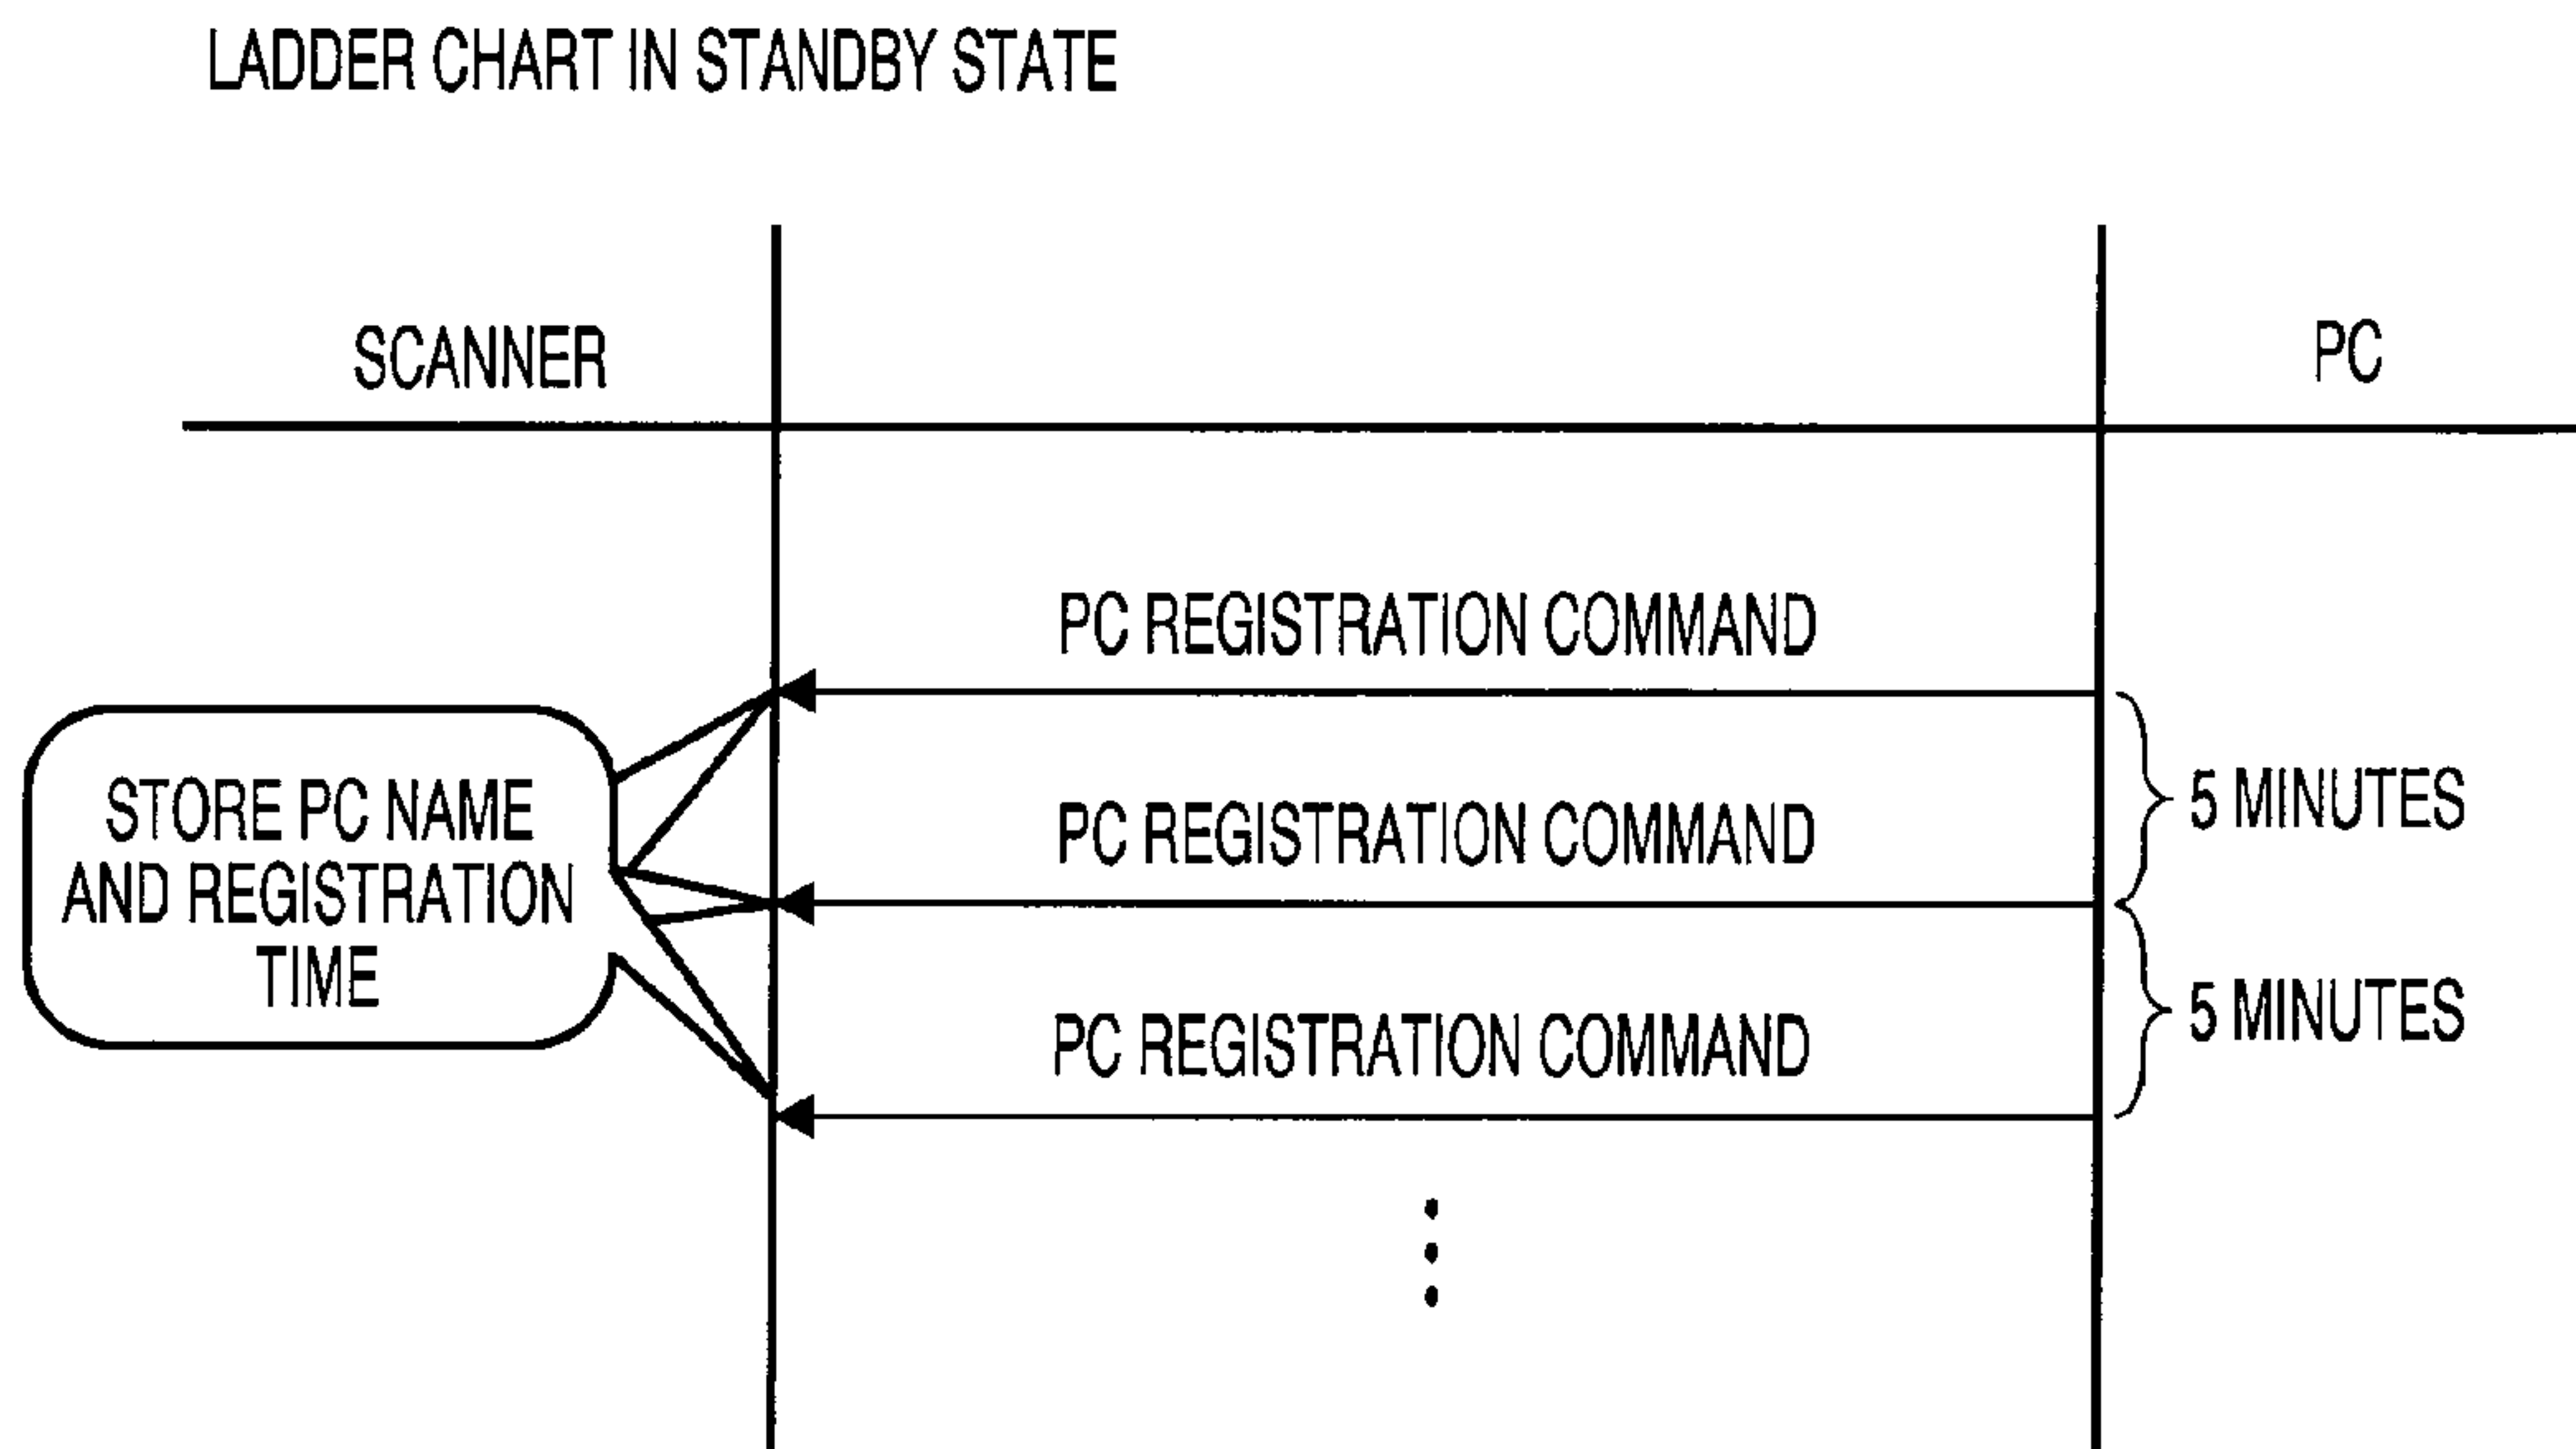 LADDER CHART IN STANDBY STATE
SCANNER
PC
PC REGISTRATION COMMAND
STORE PC NAME
AND REGISTRATION
TIME
PC REGISTRATION COMMAND
5 MINUTES
PC REGISTRATION COMMAND
5 MINUTES